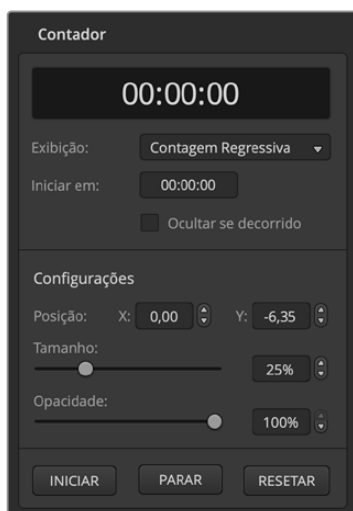 Contador
00:00:00
Exibição: Contagem Regressiva
Iniciar em: 00:00:00
Ocultar se decorrido
Configurações
Posição: X: 0,00 Y: -6,35
Tamanho:
25%
Opacidade:
100%
INICIAR PARAR RESETAR